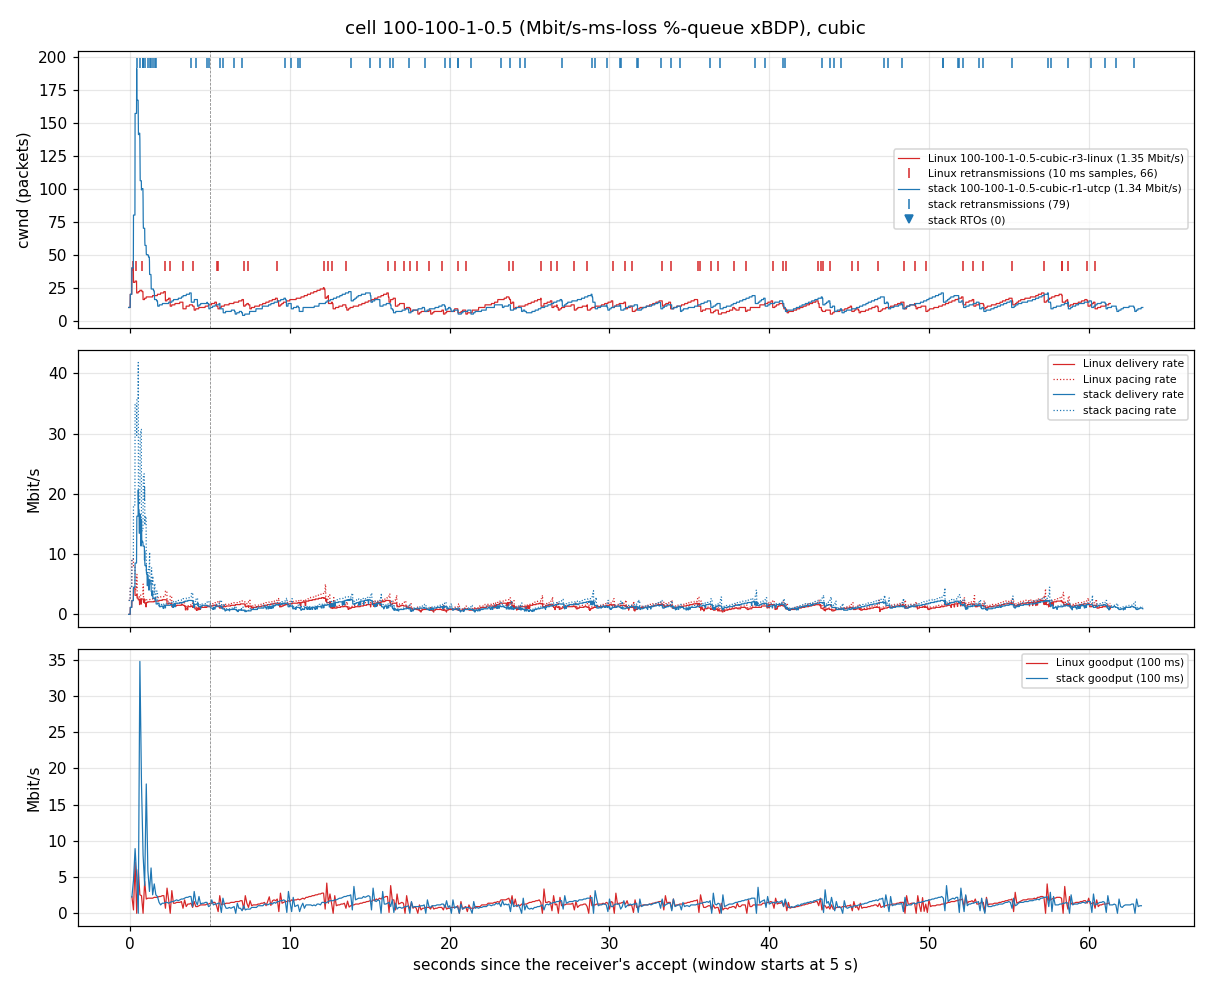 cell 100-100-1-0.5 (Mbit/s-ms-loss %-queue xBDP), cubic
200
175
150
125
100
75
50
25
0
cwnd (packets)
Linux 100-100-1-0.5-cubic-r3-linux (1.35 Mbit/s)
Linux retransmissions (10 ms samples, 66)
stack 100-100-1-0.5-cubic-r1-utcp (1.34 Mbit/s)
stack retransmissions (79)
stack RTOs (0)
40
30
20
10
0
Mbit/s
Linux delivery rate
Linux pacing rate
stack delivery rate
stack pacing rate
35
30
25
20
15
10
5
0
Mbit/s
Linux goodput (100 ms)
stack goodput (100 ms)
0 10 20 30 40 50 60
seconds since the receiver's accept (window starts at 5 s)